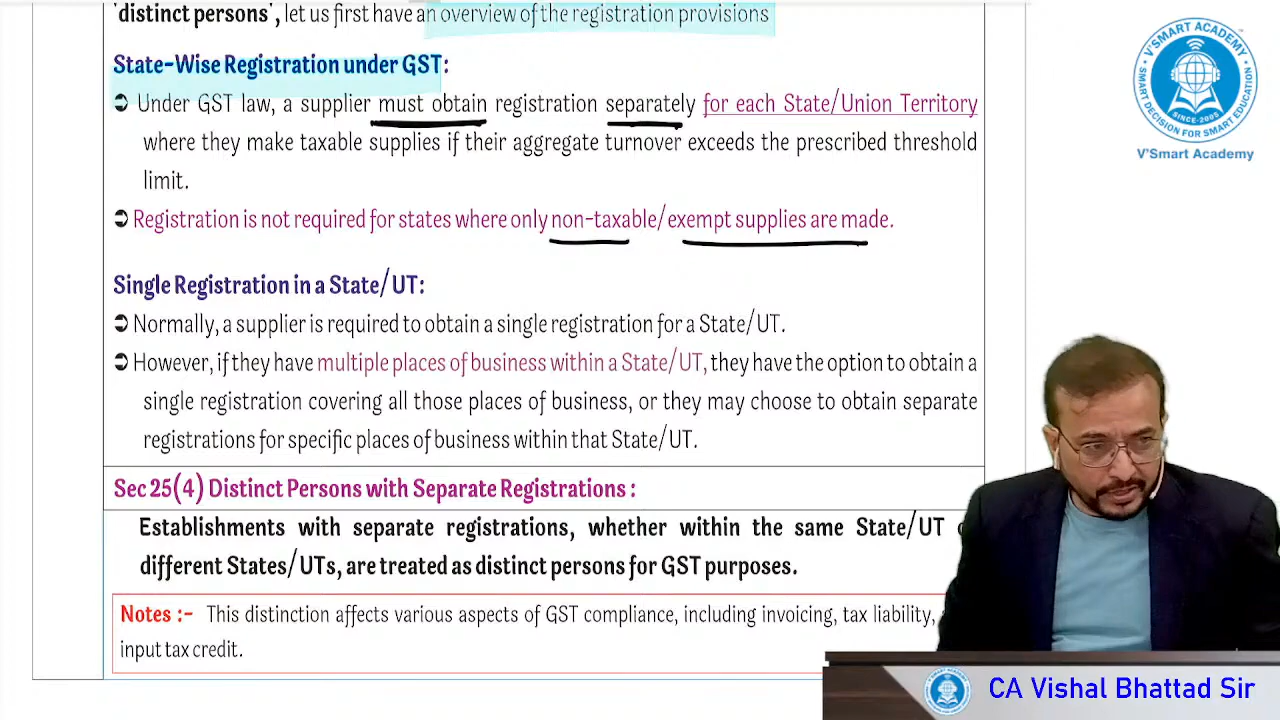 'distinct persons', let us first have an overview of the registration provisions
State-Wise Registration under GST:
➲ Under GST law, a supplier must obtain registration separately for each State/Union Territory
where they make taxable supplies if their aggregate turnover exceeds the prescribed threshold
limit.
➲ Registration is not required for states where only non-taxable/exempt supplies are made.
Single Registration in a State/UT:
➲ Normally, a supplier is required to obtain a single registration for a State/UT.
➲ However, if they have multiple places of business within a State/UT, they have the option to obtain a
single registration covering all those places of business, or they may choose to obtain separate
registrations for specific places of business within that State/UT.
Sec 25(4) Distinct Persons with Separate Registrations :
Establishments with separate registrations, whether within the same State/UT
different States/UTs, are treated as distinct persons for GST purposes.
Notes :- This distinction affects various aspects of GST compliance, including invoicing, tax liability,
input tax credit.
V'SMART ACADEMY
SMART DECISION FOR SMART EDUCATION
SINCE-2005
V'Smart Academy
CA Vishal Bhattad Sir